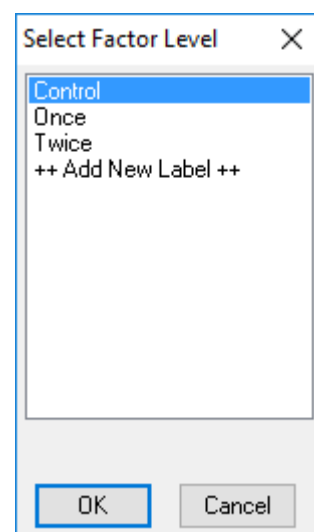 Select Factor Level
Control
Once
Twice
++ Add New Label ++
OK
Cancel